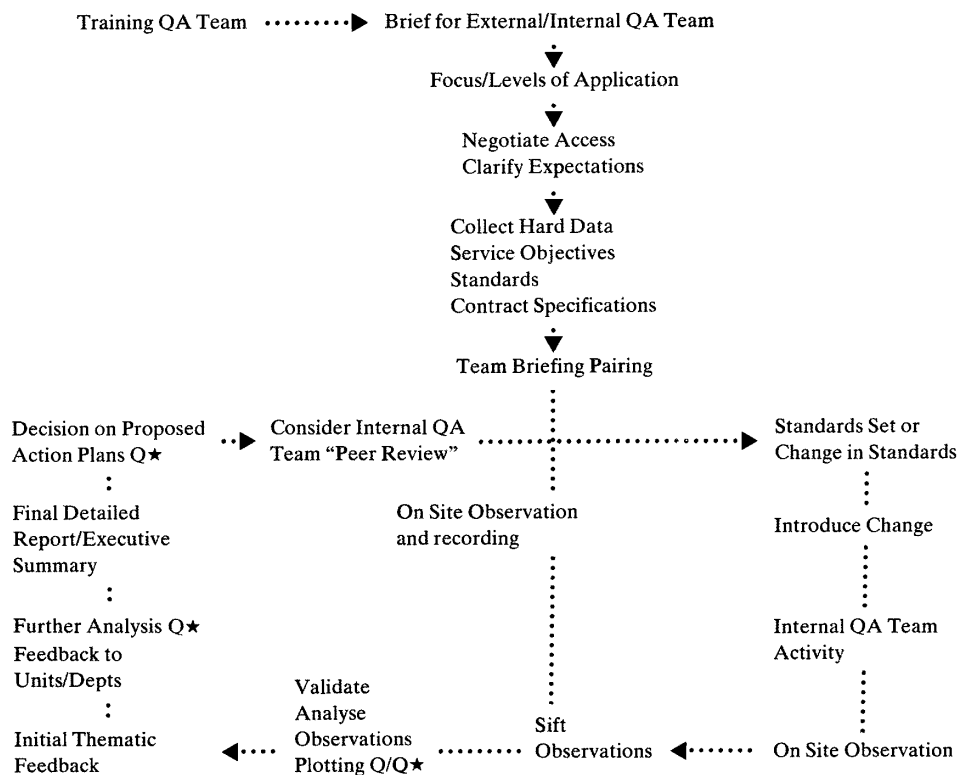 Training QA Team
Brief for External/Internal QA Team
Focus/Levels of Application
Negotiate Access
Clarify Expectations
Collect Hard Data
Service Objectives
Standards
Contract Specifications
Team Briefing Pairing
Decision on Proposed
Action Plans Q★
Consider Internal QA
Team “Peer Review”
Standards Set or
Change in Standards
Final Detailed
Report/Executive
Summary
On Site Observation
and recording
Introduce Change
Further Analysis Q★
Feedback to
Units/Depts
Internal QA Team
Activity
Initial Thematic
Feedback
Validate
Analyse
Observations
Plotting Q/Q★
Sift
Observations
On Site Observation